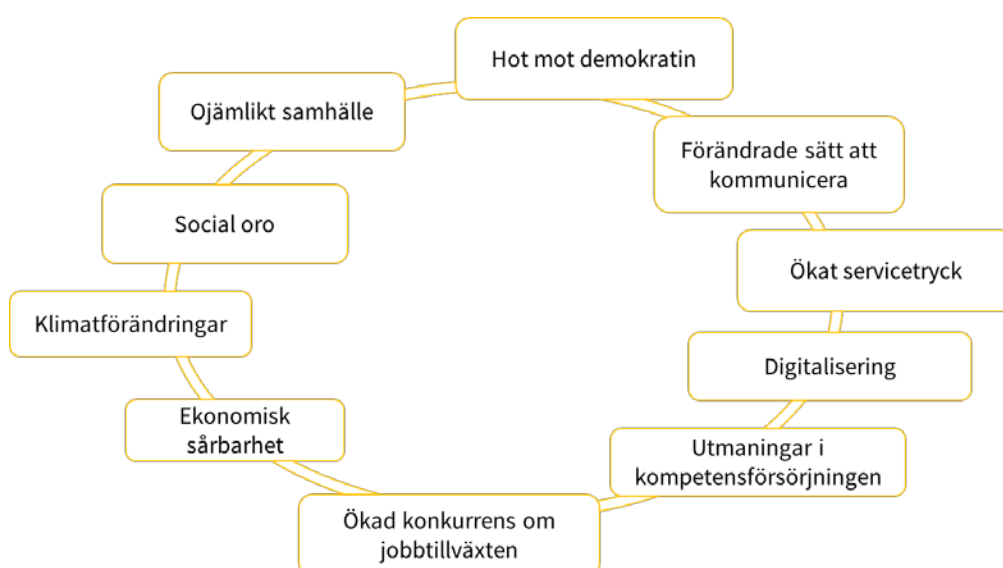 Hot mot demokratin
Ojämlikt samhälle
Förändrade sätt att
kommunicera
Social oro
Ökat servicetryck
Klimatförändringar
Digitalisering
Ekonomisk
sårbarhet
Utmaningar i
kompetensförsörjningen
Ökad konkurrens om
jobbtillväxten